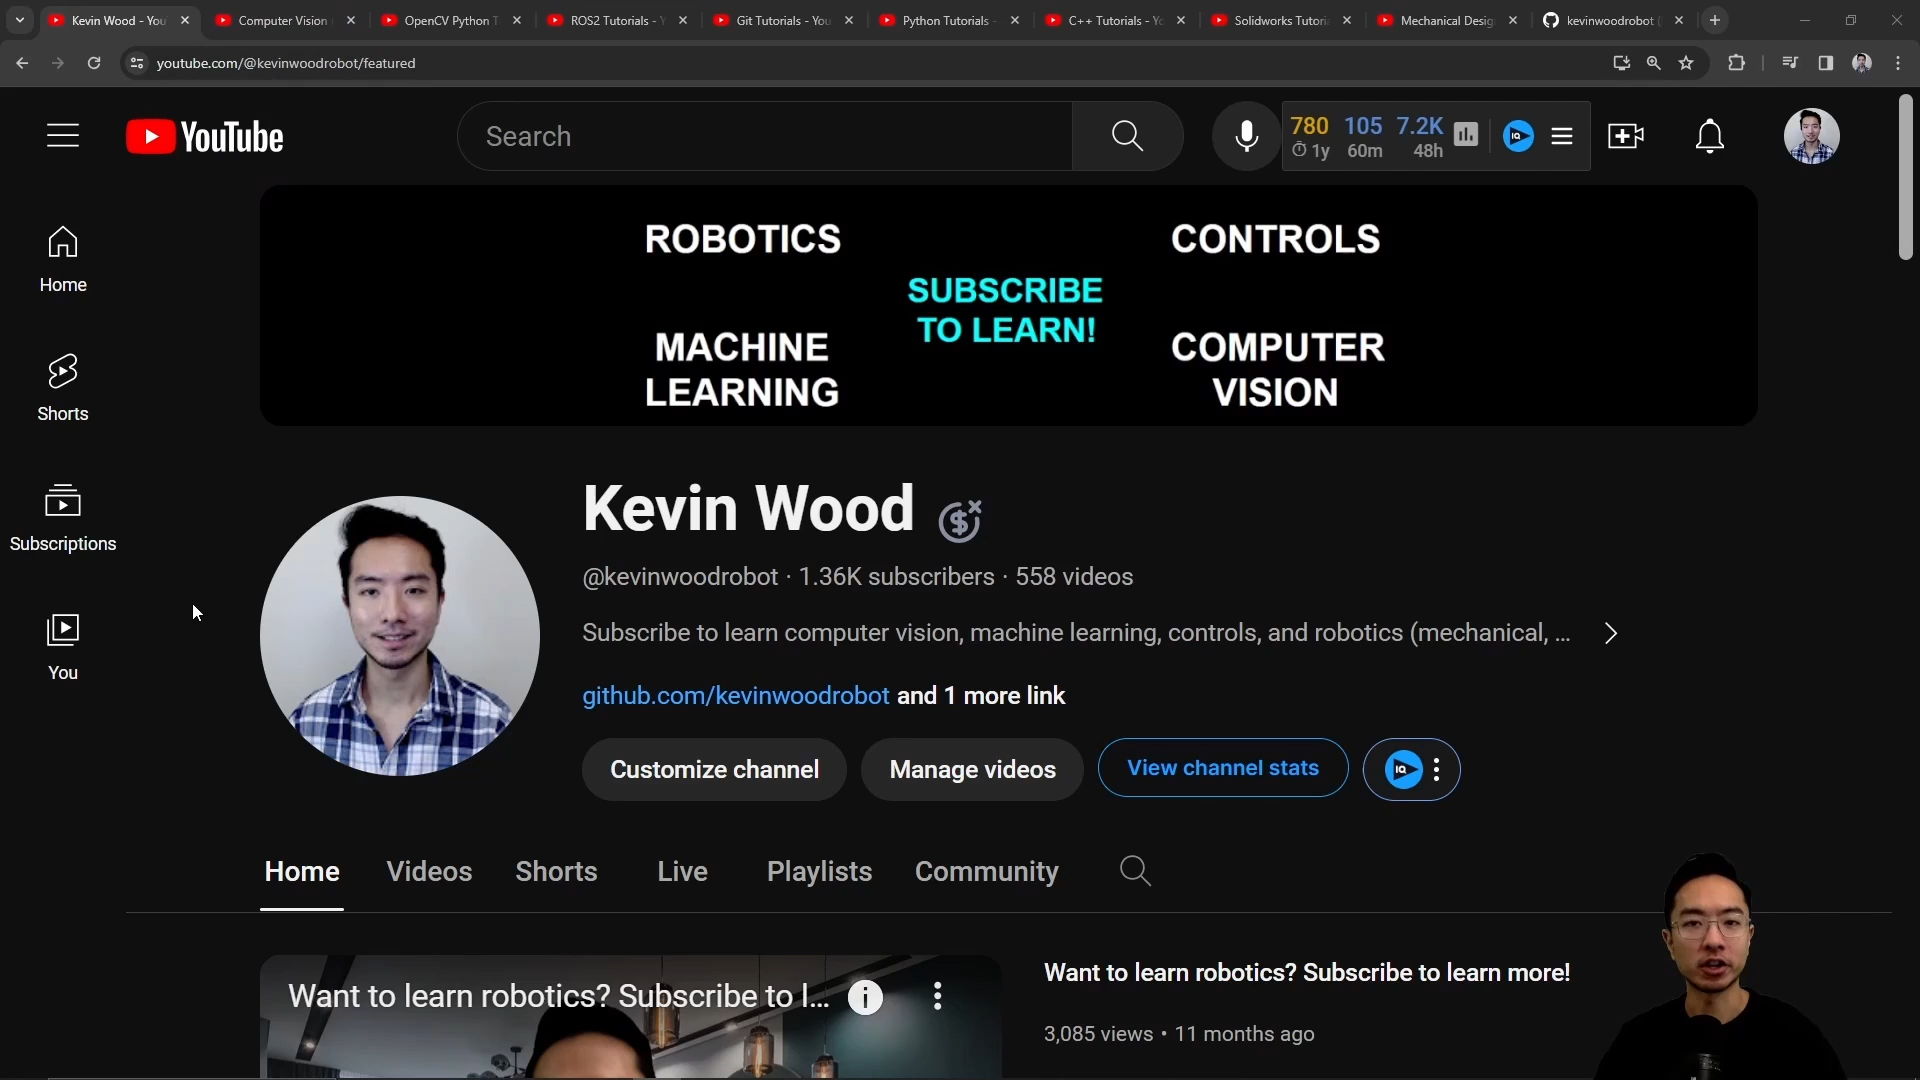 Kevin Wood - You
Computer Vision
OpenCV Python T
ROS2 Tutorials - Y
Git Tutorials - You
Python Tutorials -
C++ Tutorials - Yo
Solidworks Tutoria
Mechanical Desig
kevinwoodrobot (
youtube.com/@kevinwoodrobot/featured
YouTube
Search
780 105 7.2K
1y 60m 48h
IQ
ROBOTICS
CONTROLS
SUBSCRIBE
TO LEARN!
MACHINE
LEARNING
COMPUTER
VISION
Home
Shorts
Subscriptions
You
Kevin Wood
@kevinwoodrobot · 1.36K subscribers · 558 videos
Subscribe to learn computer vision, machine learning, controls, and robotics (mechanical, ...
github.com/kevinwoodrobot and 1 more link
Customize channel
Manage videos
View channel stats
IQ
Home
Videos
Shorts
Live
Playlists
Community
Want to learn robotics? Subscribe to l...
Want to learn robotics? Subscribe to learn more!
3,085 views • 11 months ago